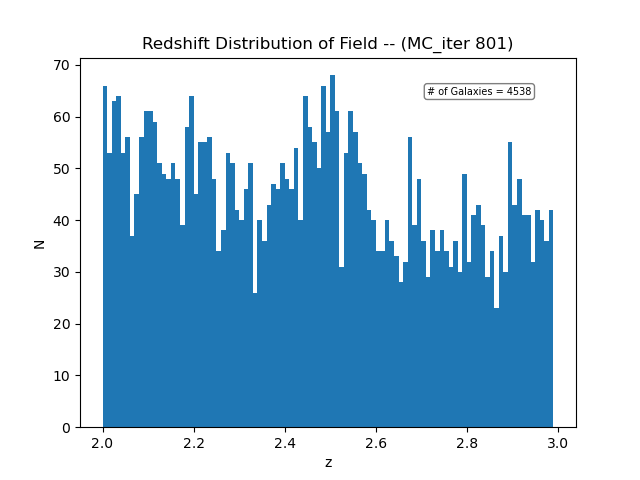 Redshift Distribution of Field -- (MC_iter 801)
# of Galaxies = 4538
70
60
50
40
30
20
10
0
N
2.0 2.2 2.4 2.6 2.8 3.0
z